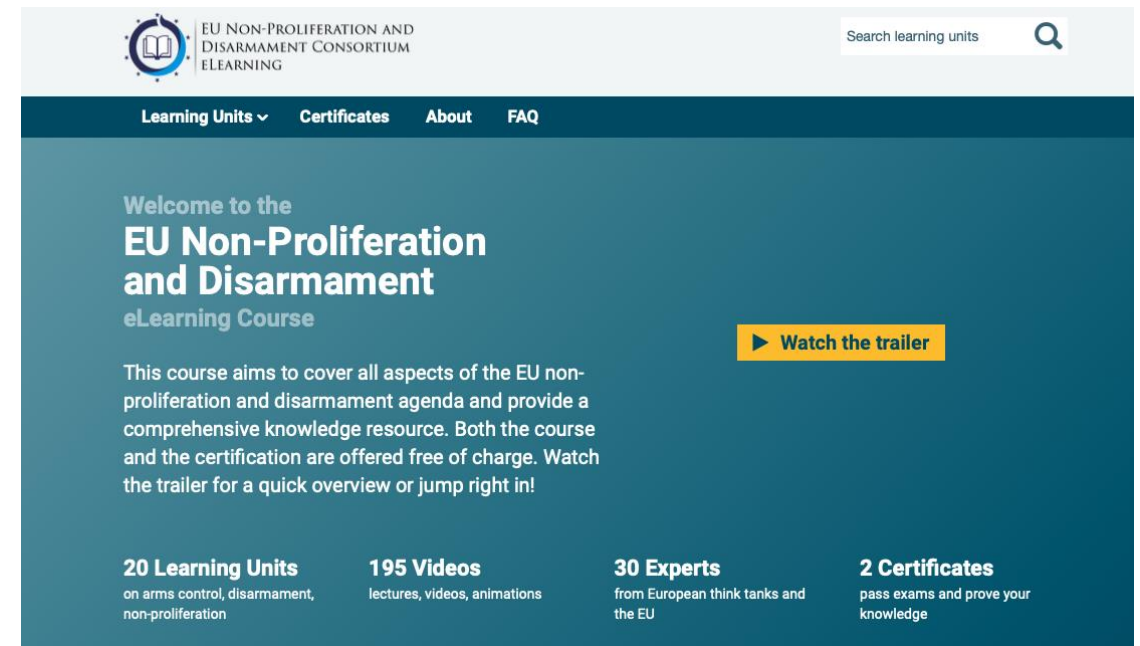 EU Non-Proliferation and
Disarmament Consortium
eLearning
Search learning units
Learning Units
Certificates
About
FAQ
Welcome to the
EU Non-Proliferation
and Disarmament
eLearning Course
Watch the trailer
This course aims to cover all aspects of the EU non-
proliferation and disarmament agenda and provide a
comprehensive knowledge resource. Both the course
and the certification are offered free of charge. Watch
the trailer for a quick overview or jump right in!
20 Learning Units
on arms control, disarmament,
non-proliferation
195 Videos
lectures, videos, animations
30 Experts
from European think tanks and
the EU
2 Certificates
pass exams and prove your
knowledge